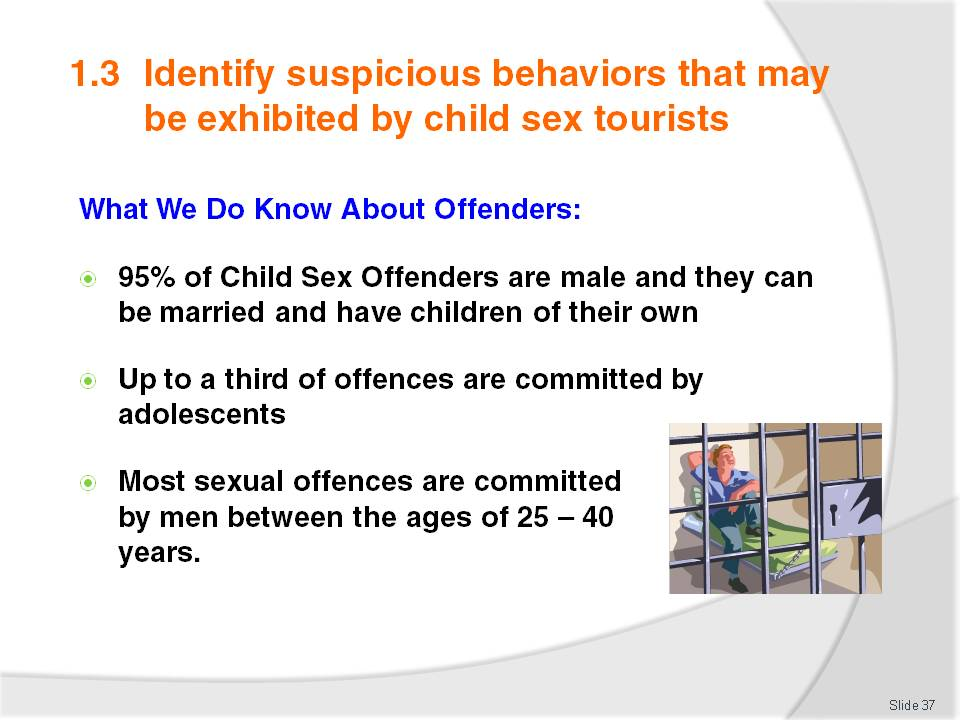 1.3 Identify suspicious behaviors that may
be exhibited by child sex tourists
What We Do Know About Offenders:
95% of Child Sex Offenders are male and they can
be married and have children of their own
Up to a third of offences are committed by
adolescents
Most sexual offences are committed
by men between the ages of 25 – 40
years.
Slide 37